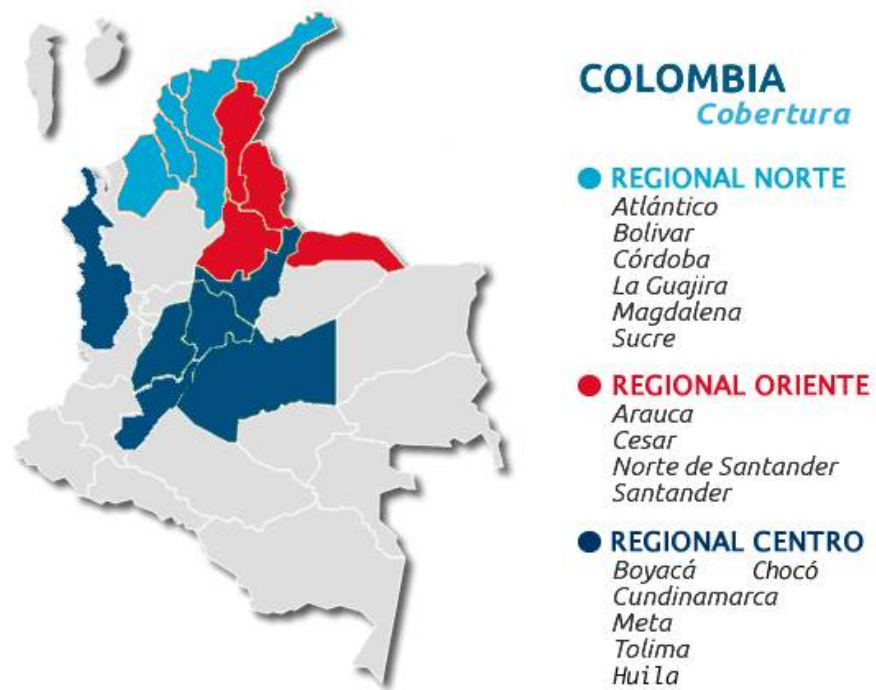 COLOMBIA
Cobertura
REGIONAL NORTE
Atlántico
Bolivar
Córdoba
La Guajira
Magdalena
Sucre
REGIONAL ORIENTE
Arauca
Cesar
Norte de Santander
Santander
REGIONAL CENTRO
Boyacá Chocó
Cundinamarca
Meta
Tolima
Huila